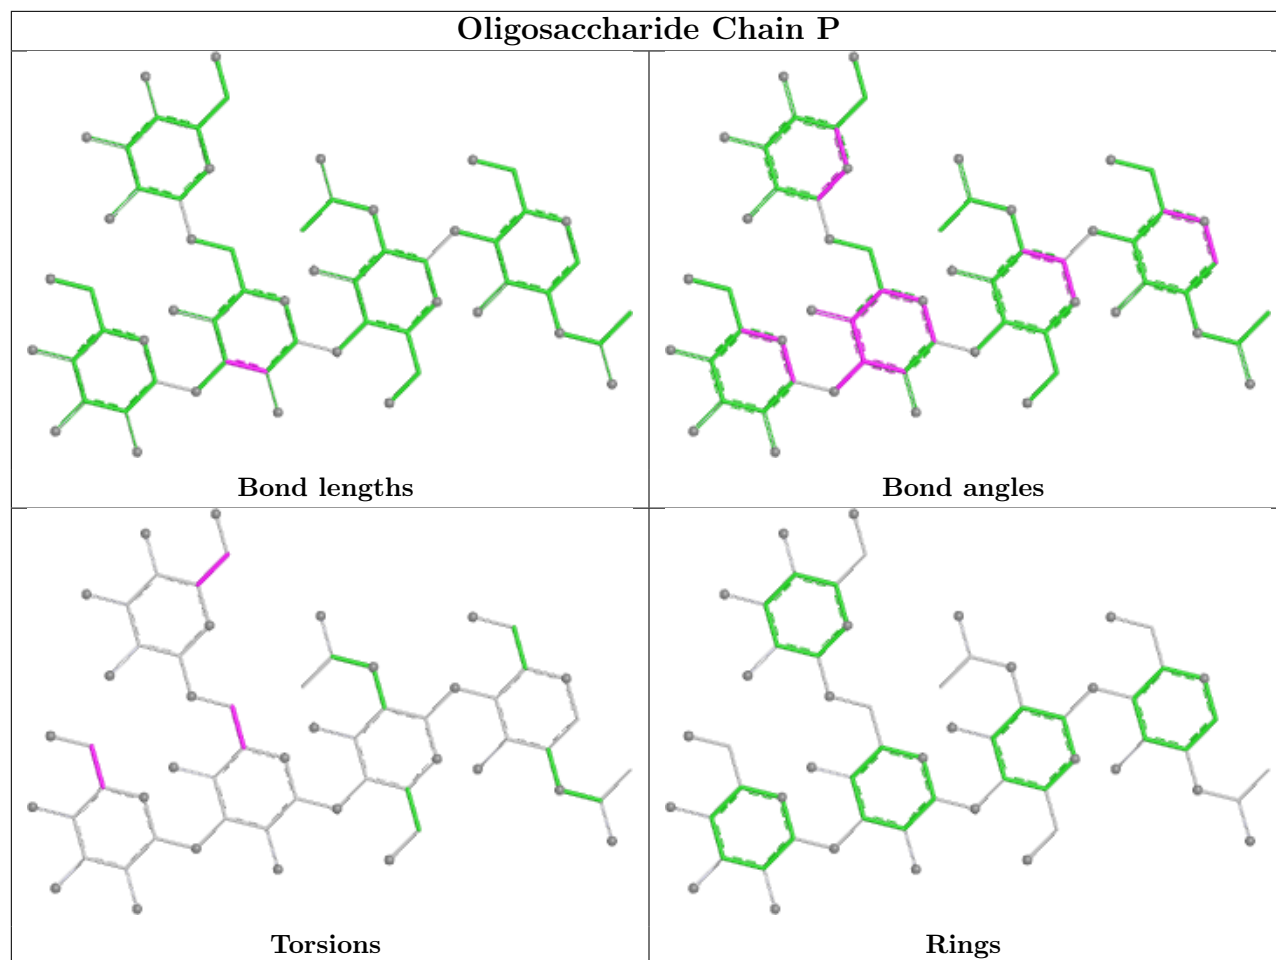 Oligosaccharide Chain P
Bond lengths
Bond angles
Torsions
Rings